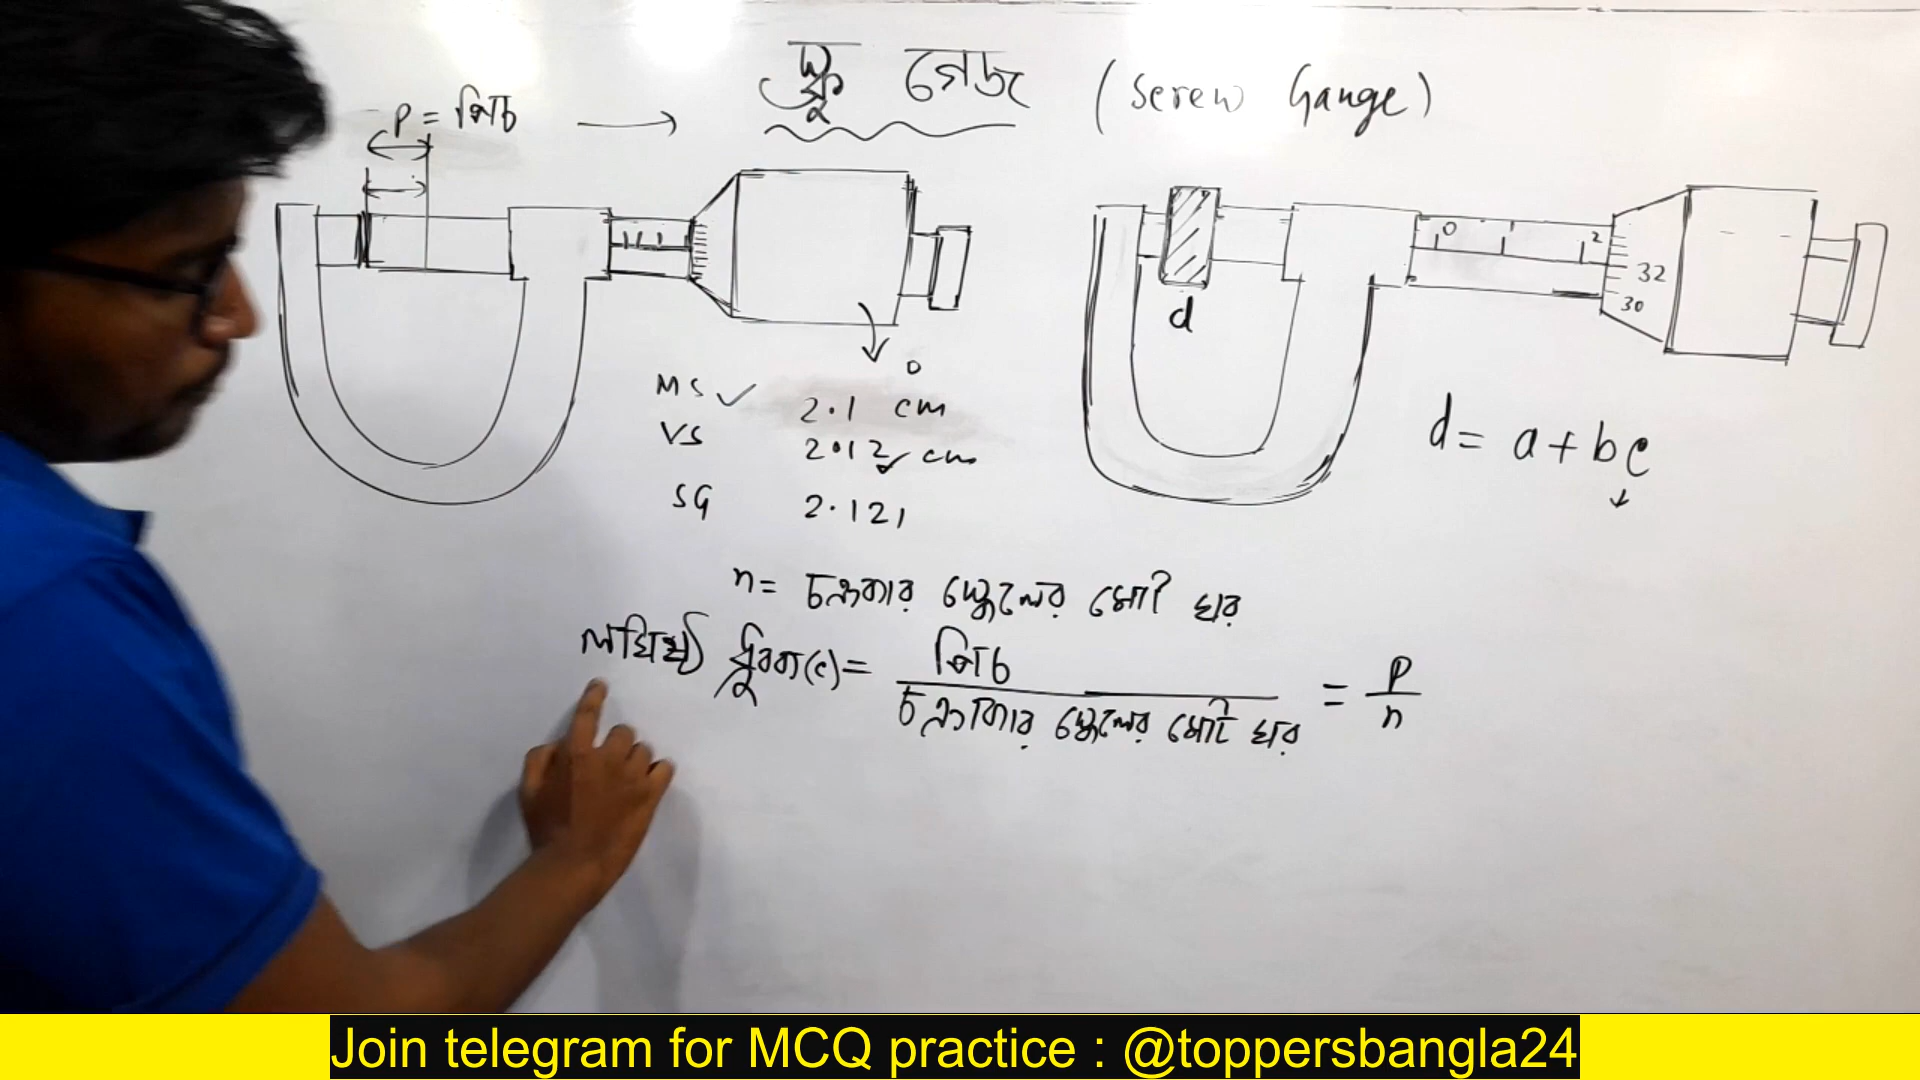 স্ক্রু গেজ (Screw Gauge)
P = পিচ
0 1 2
32
30
d
MS 2.1 cm
VS 2.12 cm
SG 2.121
d = a + bc
n = চক্রাকার স্কেলের মোট ঘর
লঘিষ্ঠ ধ্রুবক (c) = পিচ / চক্রাকার স্কেলের মোট ঘর = P / n
Join telegram for MCQ practice : @toppersbangla24